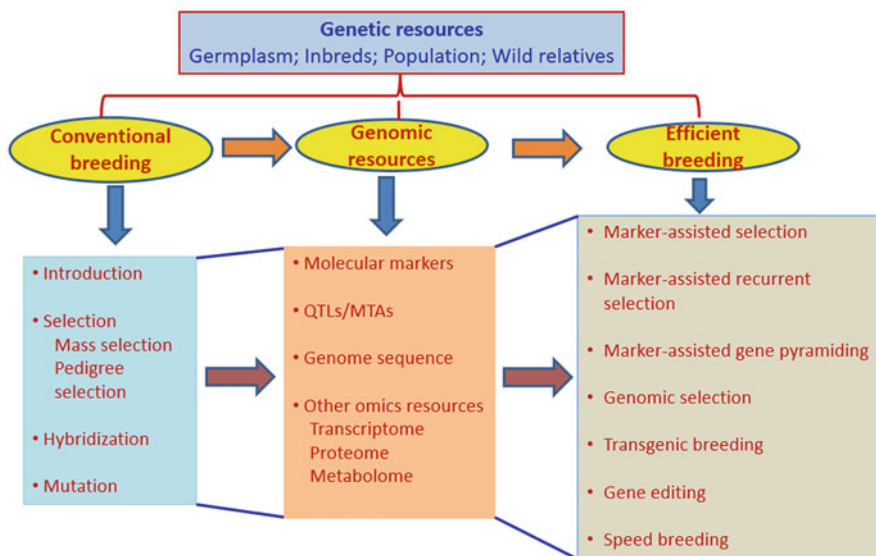 Genetic resources
Germplasm; Inbreds; Population; Wild relatives
Conventional
breeding
Genomic
resources
Efficient
breeding
• Introduction
• Selection
Mass selection
Pedigree
selection
• Hybridization
• Mutation
• Molecular markers
• QTLs/MTAs
• Genome sequence
• Other omics resources
Transcriptome
Proteome
Metabolome
• Marker-assisted selection
• Marker-assisted recurrent
selection
• Marker-assisted gene pyramiding
• Genomic selection
• Transgenic breeding
• Gene editing
• Speed breeding